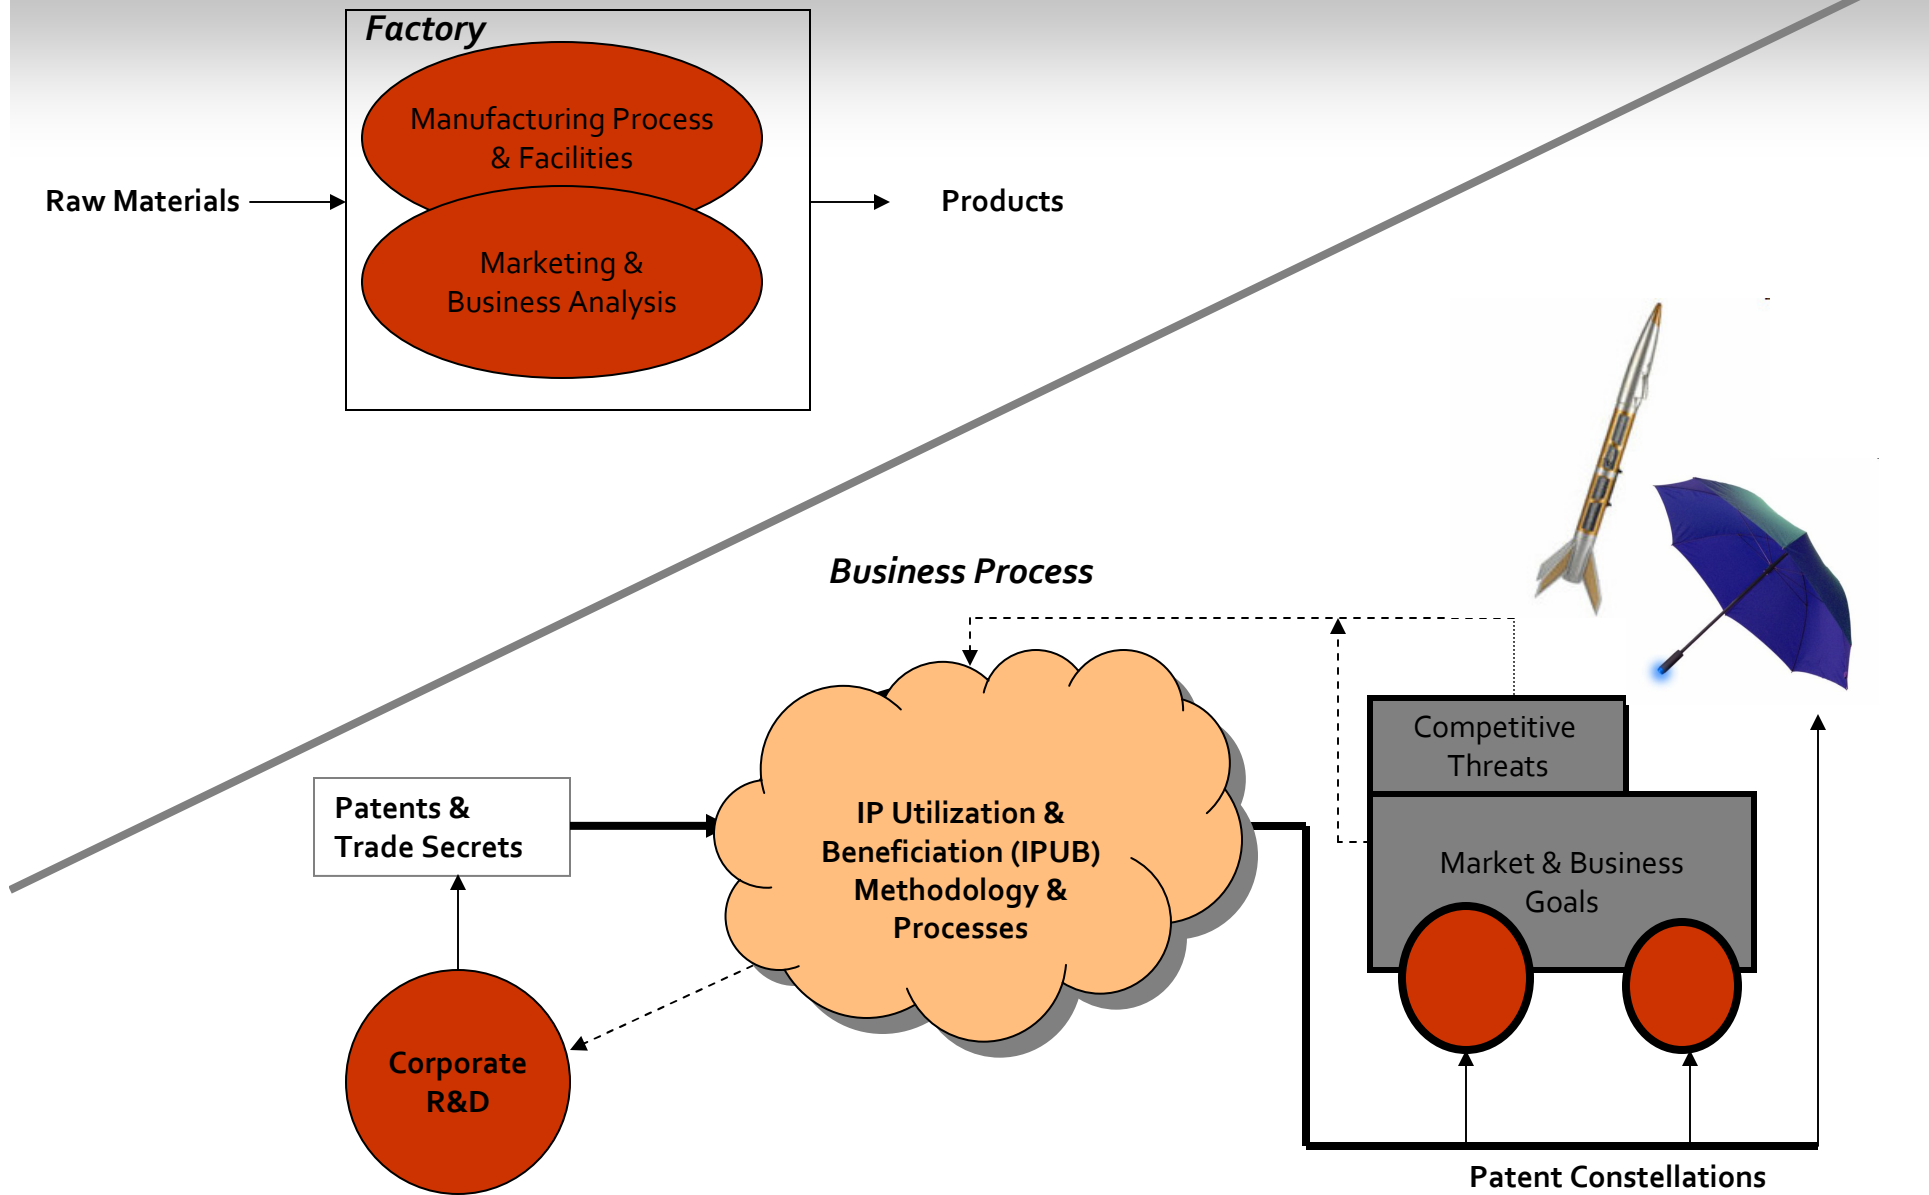 Factory
Manufacturing Process
& Facilities
Raw Materials
Products
Marketing &
Business Analysis
Business Process
Competitive
Threats
Patents &
Trade Secrets
IP Utilization &
Beneficiation (IPUB)
Methodology &
Processes
Market & Business
Goals
Corporate
R&D
Patent Constellations